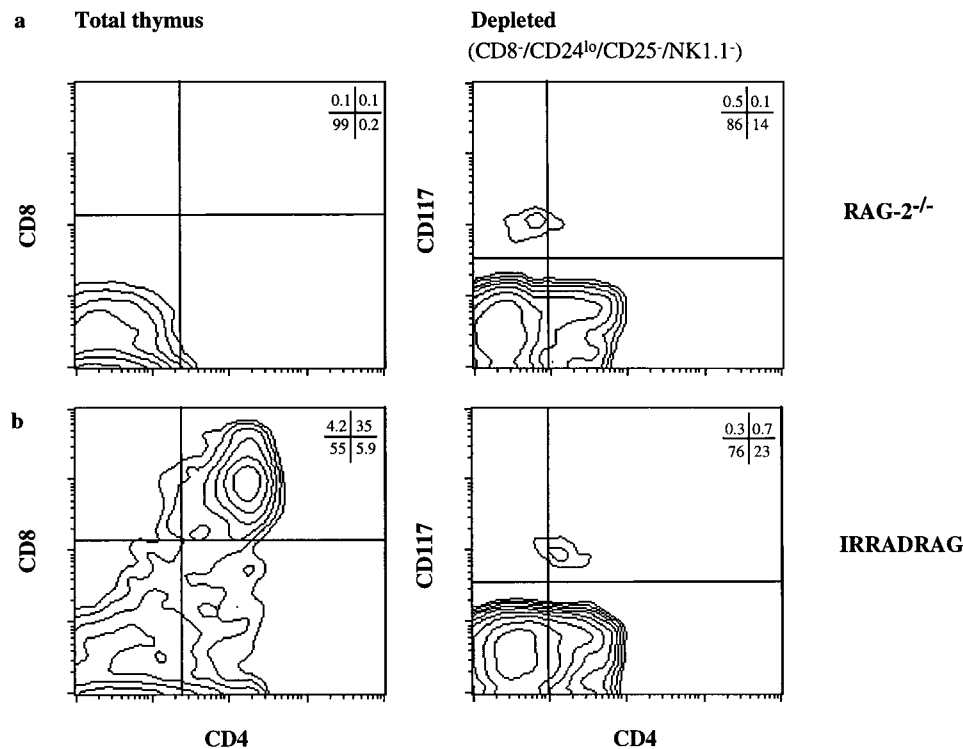 a Total thymus
Depleted
(CD8-/CD24lo/CD25-/NK1.1-)
0.1 0.1
99 0.2
CD8
0.5 0.1
86 14
CD117
RAG-2-/-
b
4.2 35
55 5.9
CD8
CD4
0.3 0.7
76 23
CD117
CD4
IRRADRAG